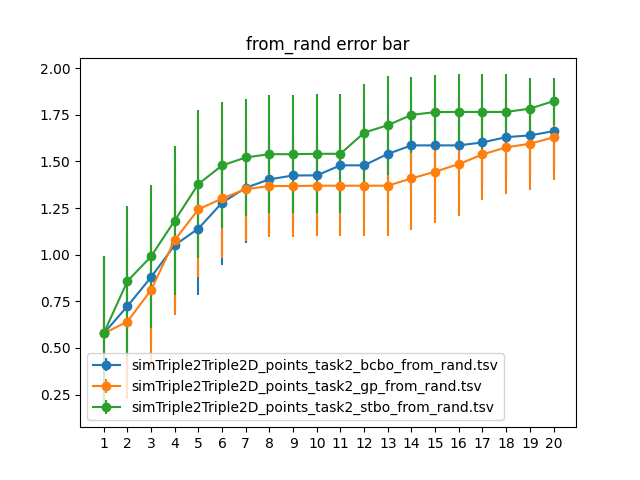 from_rand error bar
2.00
1.75
1.50
1.25
1.00
0.75
0.50
0.25
simTriple2Triple2D_points_task2_bcbo_from_rand.tsv
simTriple2Triple2D_points_task2_gp_from_rand.tsv
simTriple2Triple2D_points_task2_stbo_from_rand.tsv
1 2 3 4 5 6 7 8 9 10 11 12 13 14 15 16 17 18 19 20